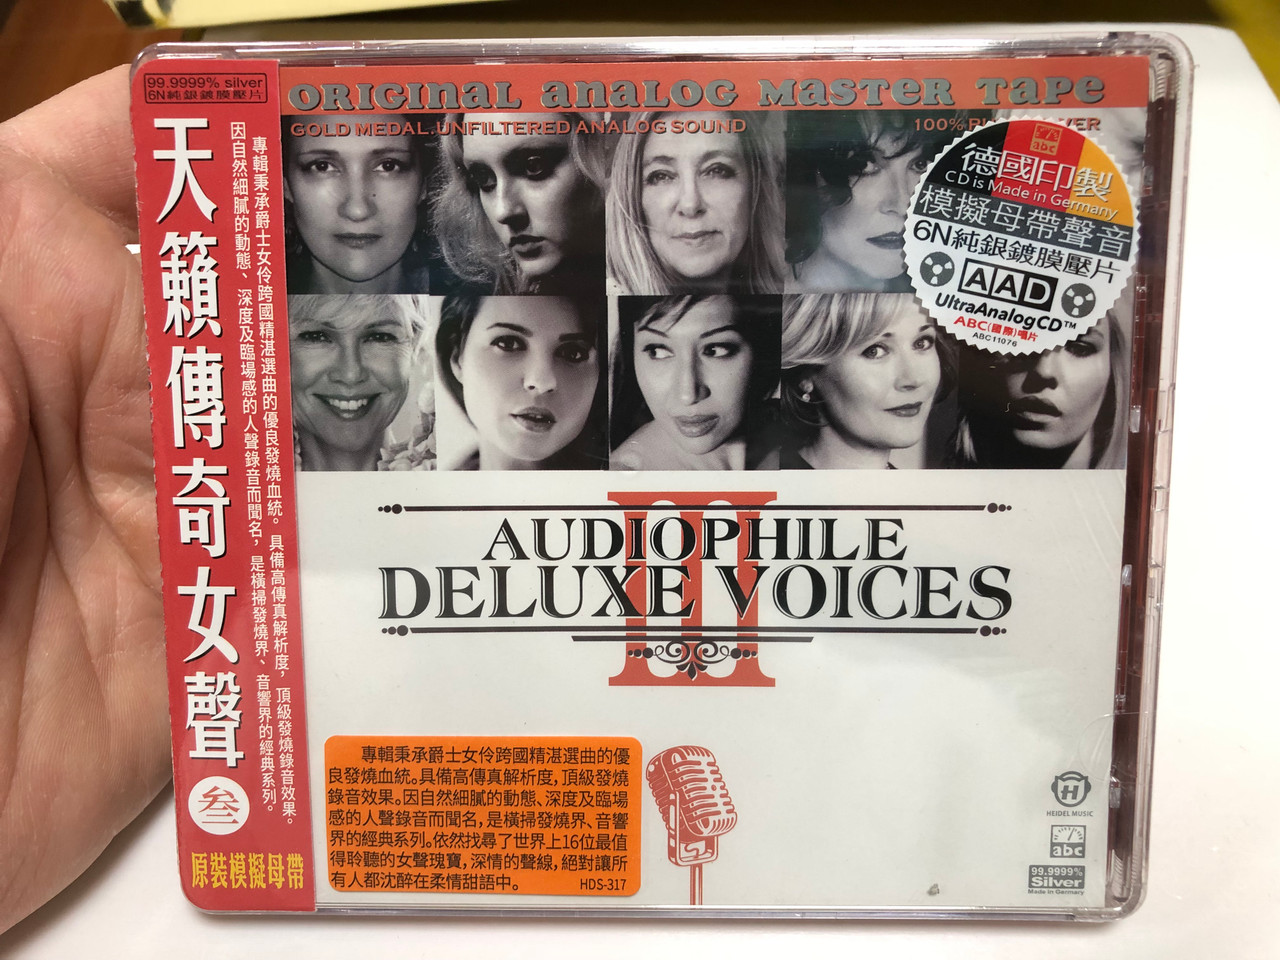 99.9999% silver
6N純銀鍍膜壓片
天籟傳奇女聲
叁
原裝模擬母帶
專輯秉承爵士女伶跨國精湛選曲的優良發燒血統。具備高傳真解析度，頂級發燒錄音效果。
因自然細膩的動態、深度及臨場感的人聲錄音而聞名，是橫掃發燒界、音響界的經典系列。
ORIGINAL ANALOG MASTER TAPE
GOLD MEDAL.UNFILTERED ANALOG SOUND
100%
abc
德國印製
CD is Made in Germany
模擬母帶聲音
6N純銀鍍膜壓片
AAD
UltraAnalogCD™
ABC(國際)唱片
ABC11076
III
AUDIOPHILE
DELUXE VOICES
專輯秉承爵士女伶跨國精湛選曲的優
良發燒血統。具備高傳真解析度，頂級發燒
錄音效果。因自然細膩的動態、深度及臨場
感的人聲錄音而聞名，是橫掃發燒界、音響
界的經典系列。依然找尋了世界上16位最值
得聆聽的女聲瑰寶，深情的聲線，絕對讓所
有人都沈醉在柔情甜語中。
HDS-317
H
HEIDEL MUSIC
abc
99.9999%
Silver
Made in Germany